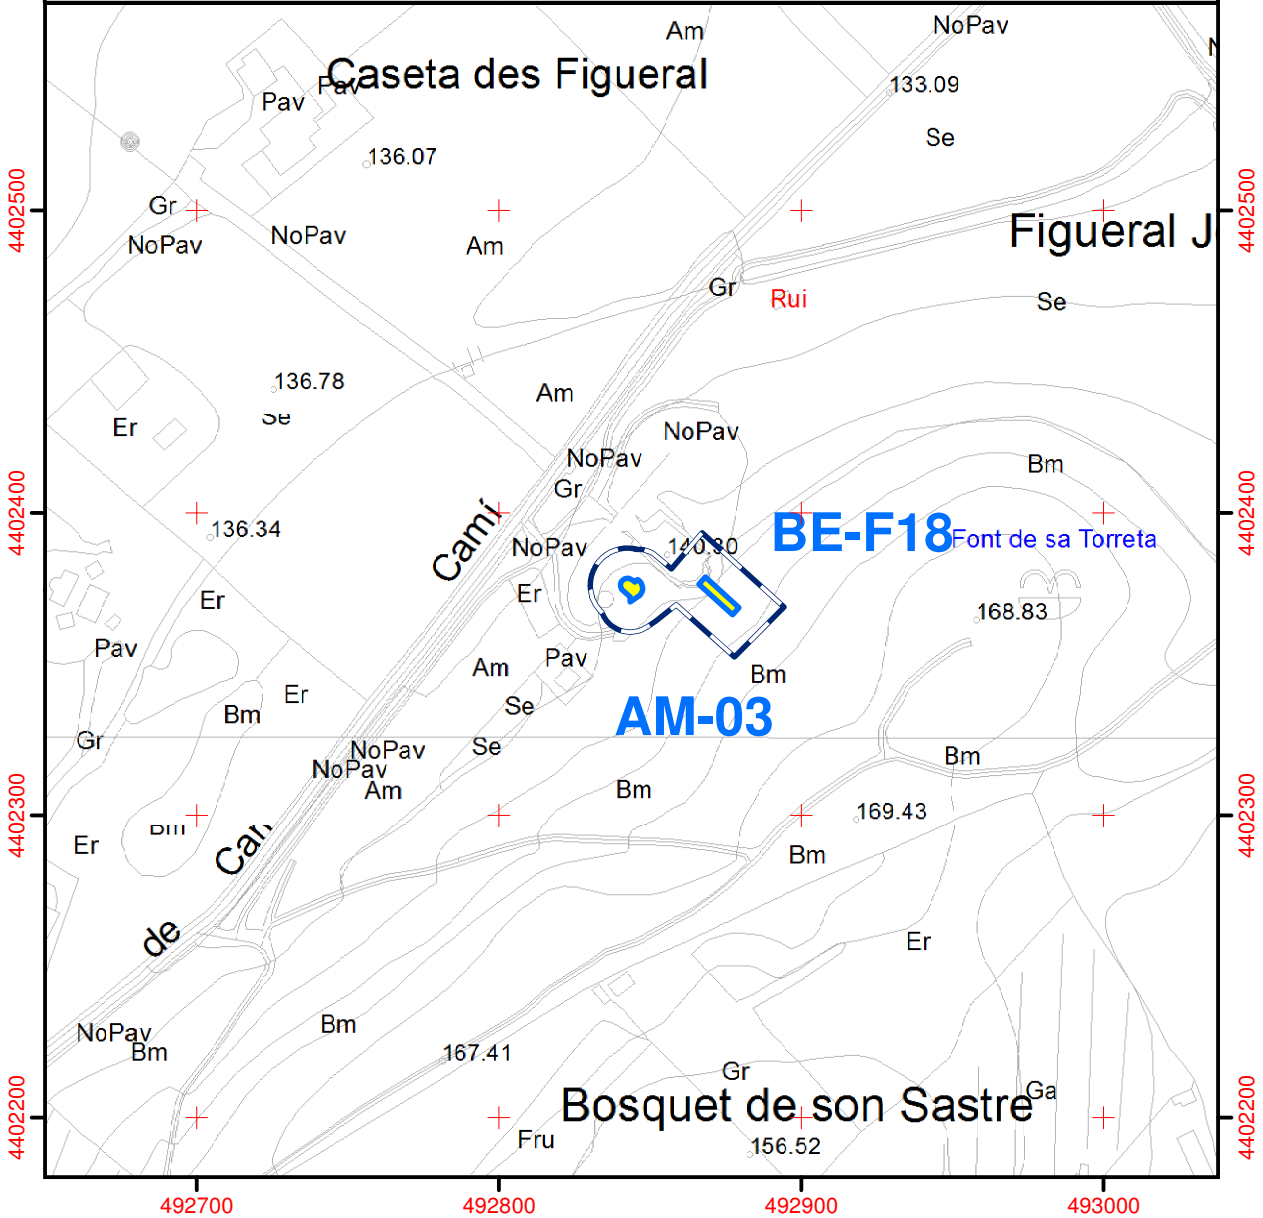 Am
NoPav
Caseta des Figueral
Pav
Pav
133.09
Se
136.07
4402500
4402500
Gr
NoPav
NoPav
Am
Figueral J
Gr
Rui
Se
136.78
Am
Se
Er
NoPav
NoPav
Bm
Gr
4402400
4402400
136.34
Camí
NoPav
140.80
BE-F18
Font de sa Torreta
Er
Er
168.83
Pav
Pav
Am
Bm
Er
Se
Bm
AM-03
Gr
NoPav
Se
Bm
NoPav
Am
Bm
4402300
4402300
Bm
169.43
Er
Bm
de
Er
NoPav
Bm
Bm
167.41
Gr
Ga
Bosquet de son Sastre
4402200
4402200
Fru
156.52
492700
492800
492900
493000